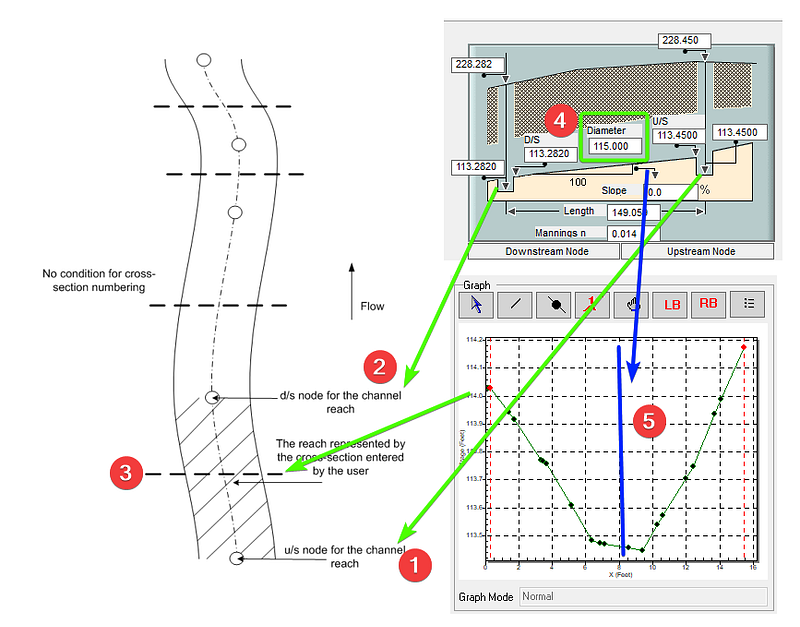 No condition for cross-
section numbering
Flow
2
d/s node for the channel
reach
3
The reach represented by
the cross-section entered
by the user
u/s node for the channel
reach
1
228.450
228.282
4
Diameter
115.000
U/S
113.4500
113.4500
D/S
113.2820
113.2820
100
Slope
0.0
%
Length
149.050
Mannings n
0.014
Downstream Node
Upstream Node
Graph
LB
RB
114.2
114.1
114.0
113.9
113.8
113.7
113.6
113.5
(Feet)
5
0
2
4
6
8
10
12
14
16
X (Feet)
Graph Mode
Normal